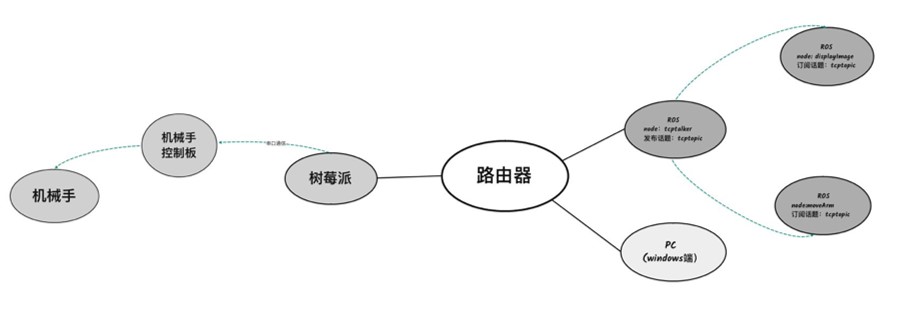 机械手
机械手
控制板
串口通信
树莓派
路由器
ROS
node: tcptalker
发布话题: tcptopic
ROS
node: displayImage
订阅话题: tcptopic
ROS
node:moveArm
订阅话题: tcptopic
PC
(windows端)